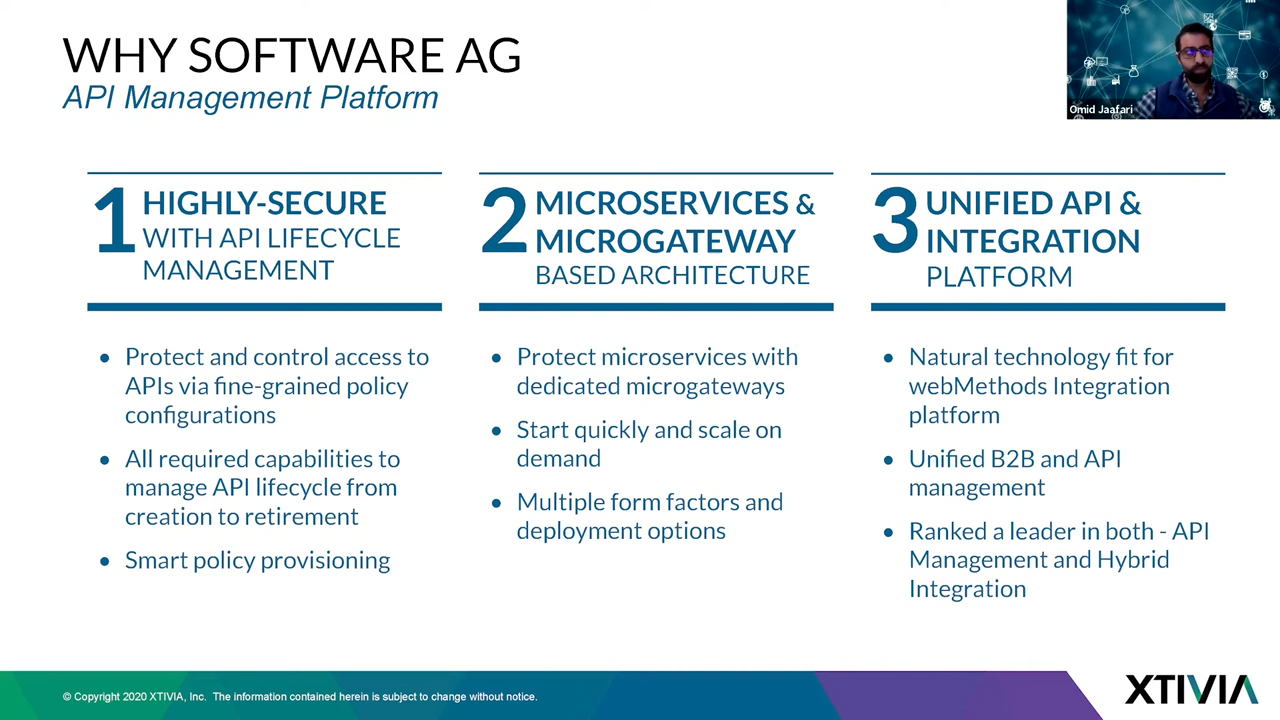 WHY SOFTWARE AG
API Management Platform
Omid Jaafari
1 HIGHLY-SECURE
WITH API LIFECYCLE
MANAGEMENT
• Protect and control access to
APIs via fine-grained policy
configurations
• All required capabilities to
manage API lifecycle from
creation to retirement
• Smart policy provisioning
2 MICROSERVICES &
MICROGATEWAY
BASED ARCHITECTURE
• Protect microservices with
dedicated microgateways
• Start quickly and scale on
demand
• Multiple form factors and
deployment options
3 UNIFIED API &
INTEGRATION
PLATFORM
• Natural technology fit for
webMethods Integration
platform
• Unified B2B and API
management
• Ranked a leader in both - API
Management and Hybrid
Integration
© Copyright 2020 XTIVIA, Inc. The information contained herein is subject to change without notice.
XTIVIA